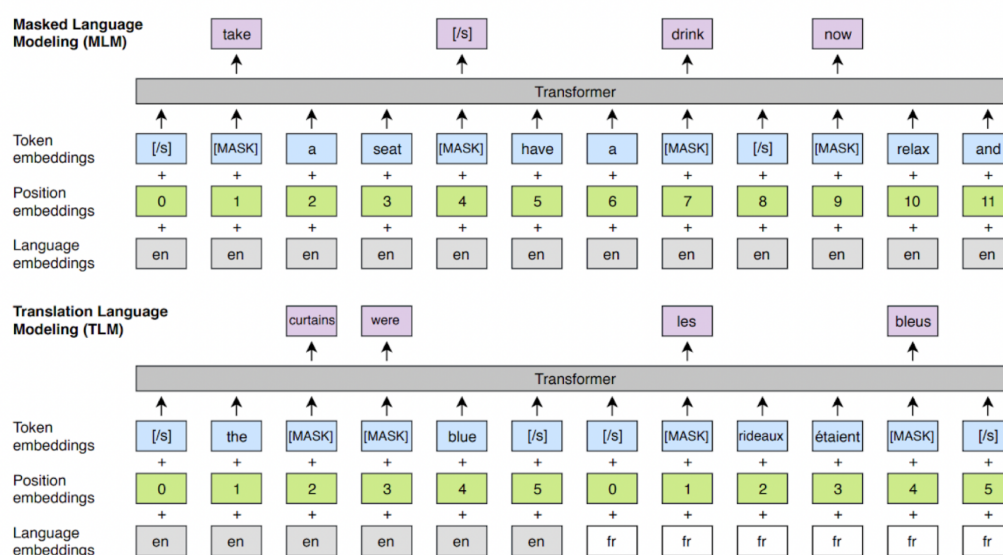 Masked Language
Modeling (MLM)
take [/s] drink now
Transformer
Token
embeddings
[/s] [MASK] a seat [MASK] have a [MASK] [/s] [MASK] relax and
+ + + + + + + + + + + +
Position
embeddings
0 1 2 3 4 5 6 7 8 9 10 11
+ + + + + + + + + + + +
Language
embeddings
en en en en en en en en en en en en
Translation Language
Modeling (TLM)
curtains were les bleus
Transformer
Token
embeddings
[/s] the [MASK] [MASK] blue [/s] [/s] [MASK] rideaux étaient [MASK] [/s]
+ + + + + + + + + + + +
Position
embeddings
0 1 2 3 4 5 0 1 2 3 4 5
+ + + + + + + + + + + +
Language
embeddings
en en en en en en fr fr fr fr fr fr